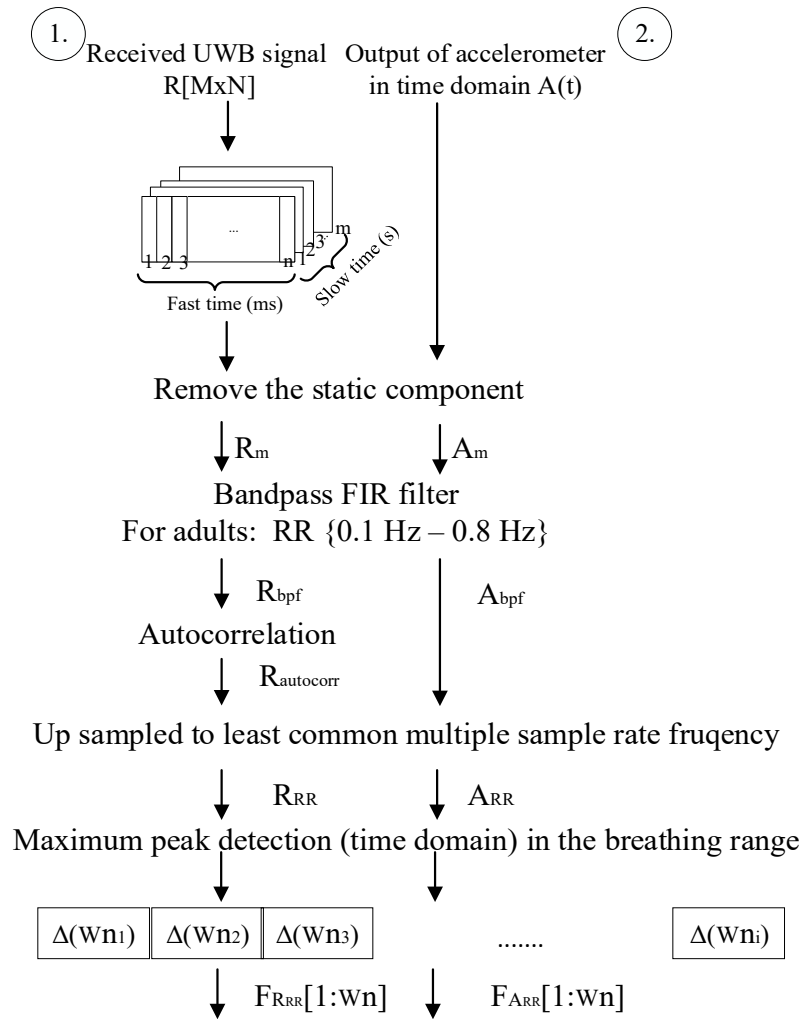 1.
Received UWB signal
R[MxN]
Output of accelerometer
in time domain A(t)
2.
...
1 2 3 n
1 2 3.. m
Fast time (ms)
Slow time (s)
Remove the static component
Rm Am
Bandpass FIR filter
For adults: RR {0.1 Hz – 0.8 Hz}
Rbpf Abpf
Autocorrelation
Rautocorr
Up sampled to least common multiple sample rate fruqency
RRR ARR
Maximum peak detection (time domain) in the breathing range
Δ(Wn1) Δ(Wn2) Δ(Wn3) ....... Δ(Wni)
FRRR[1:Wn] FARR[1:Wn]